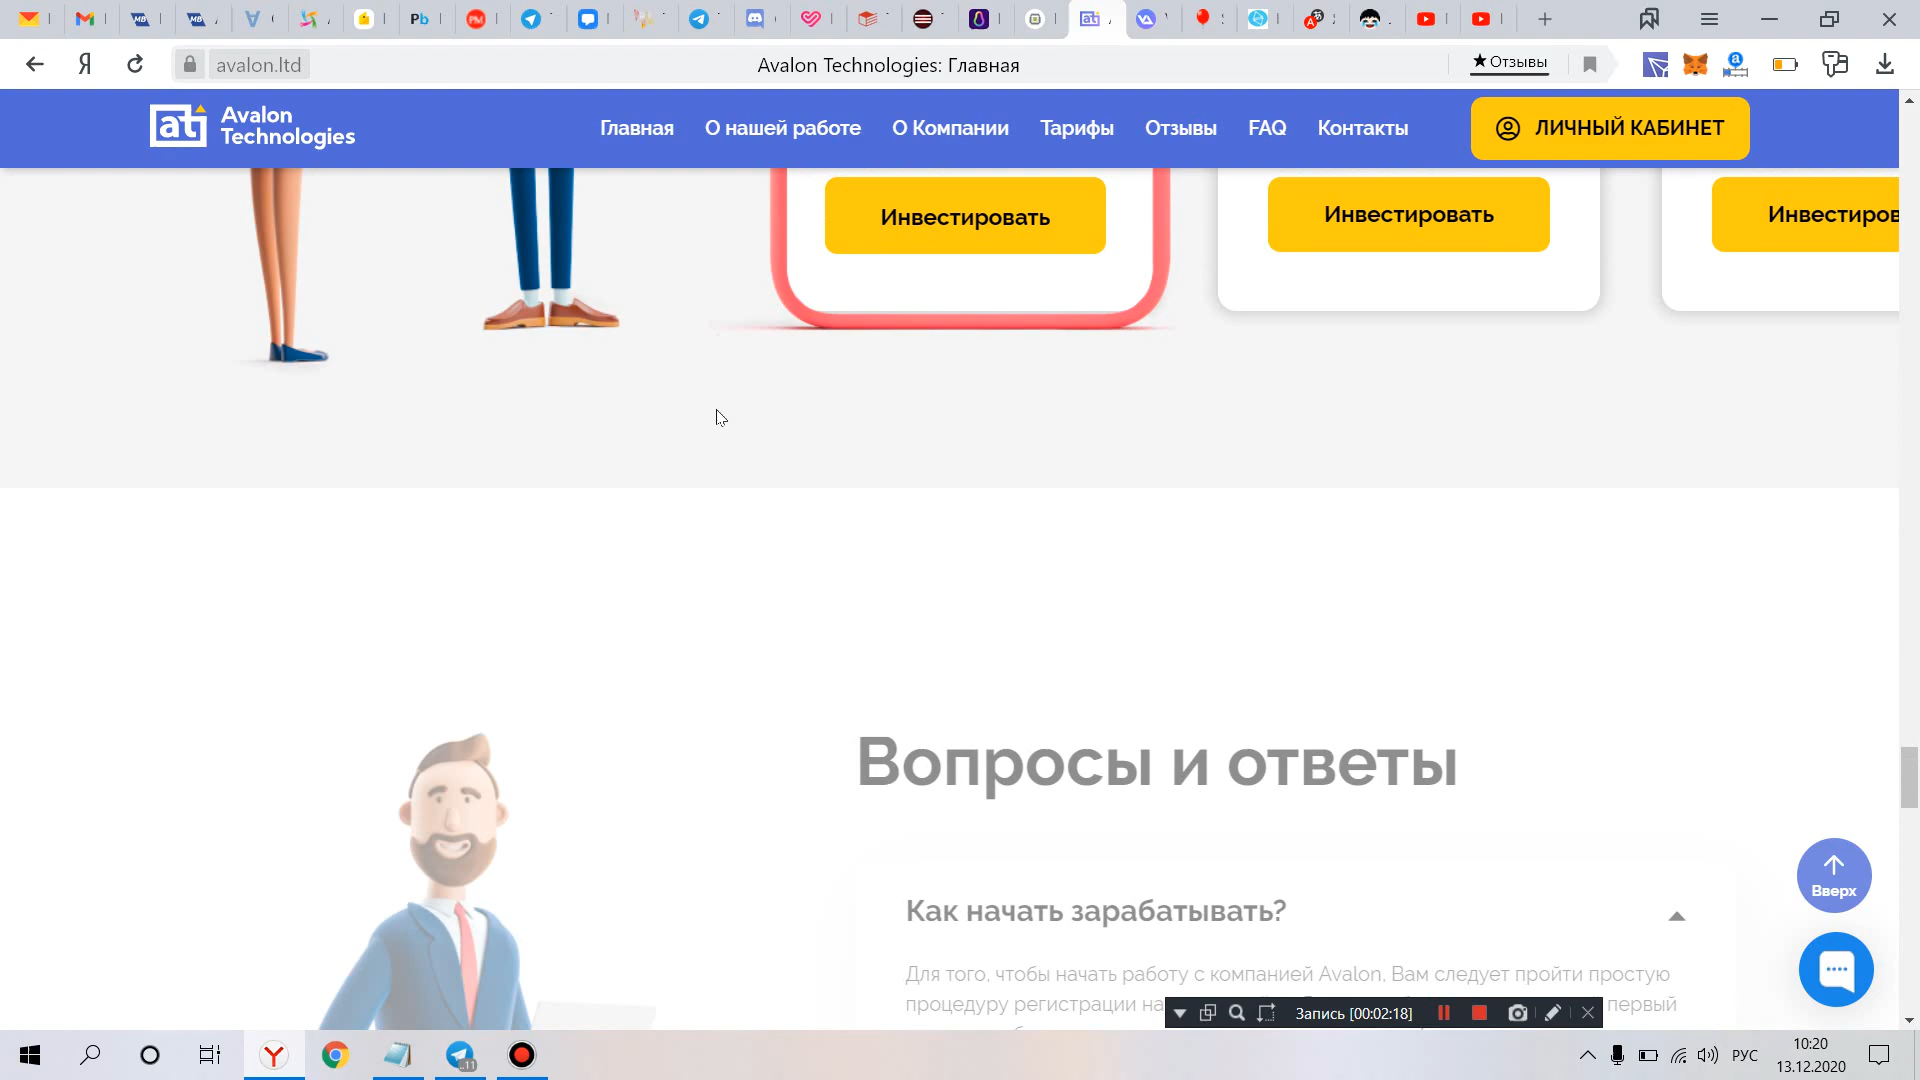 avalon.ltd
Avalon Technologies: Главная
★ Отзывы
Avalon
Technologies
Главная
О нашей работе
О Компании
Тарифы
Отзывы
FAQ
Контакты
ЛИЧНЫЙ КАБИНЕТ
Инвестировать
Инвестировать
Инвестиров
Вопросы и ответы
Как начать зарабатывать?
Для того, чтобы начать работу с компанией Avalon, Вам следует пройти простую
процедуру регистрации на
первый
Вверх
Запись [00:02:18]
РУС
10:20
13.12.2020